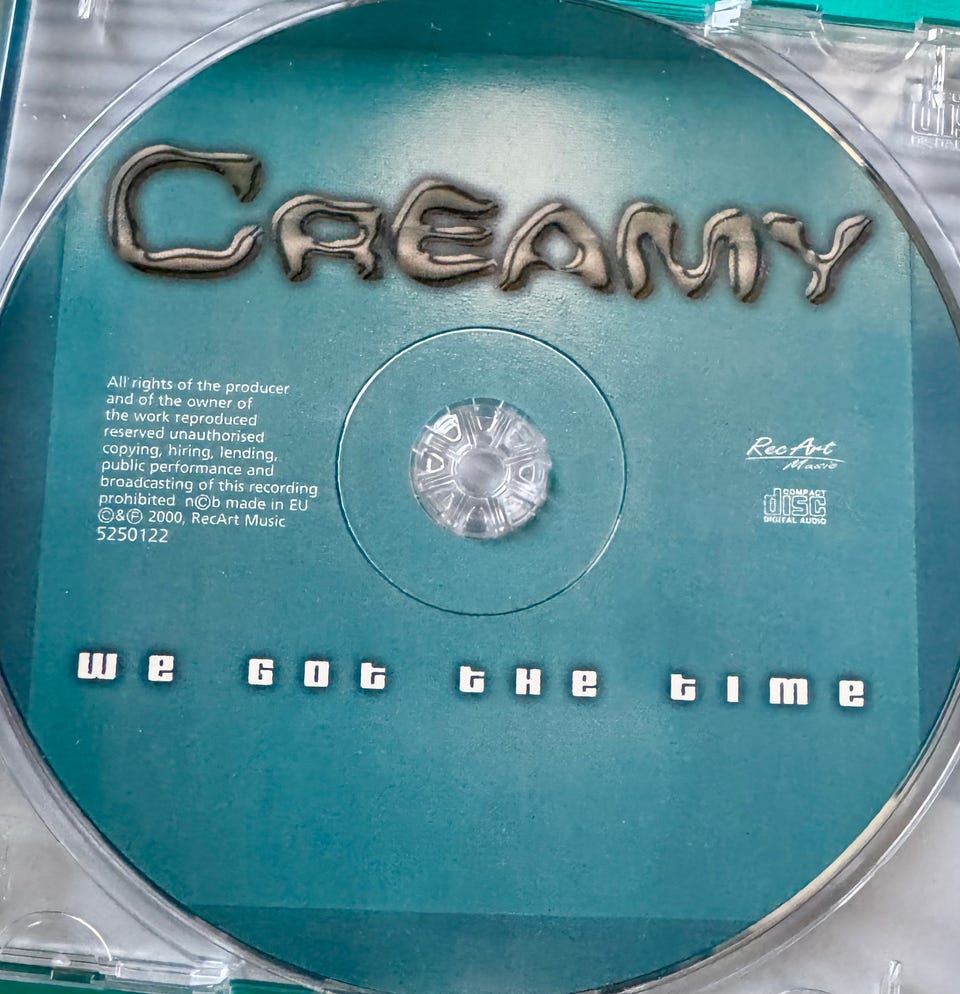 CREAMY
All rights of the producer
and of the owner of
the work reproduced
reserved unauthorised
copying, hiring, lending,
public performance and
broadcasting of this recording
prohibited n©b made in EU
©&℗ 2000, RecArt Music
5250122
RecArt
Music
COMPACT
disc
DIGITAL AUDIO
we Got the time